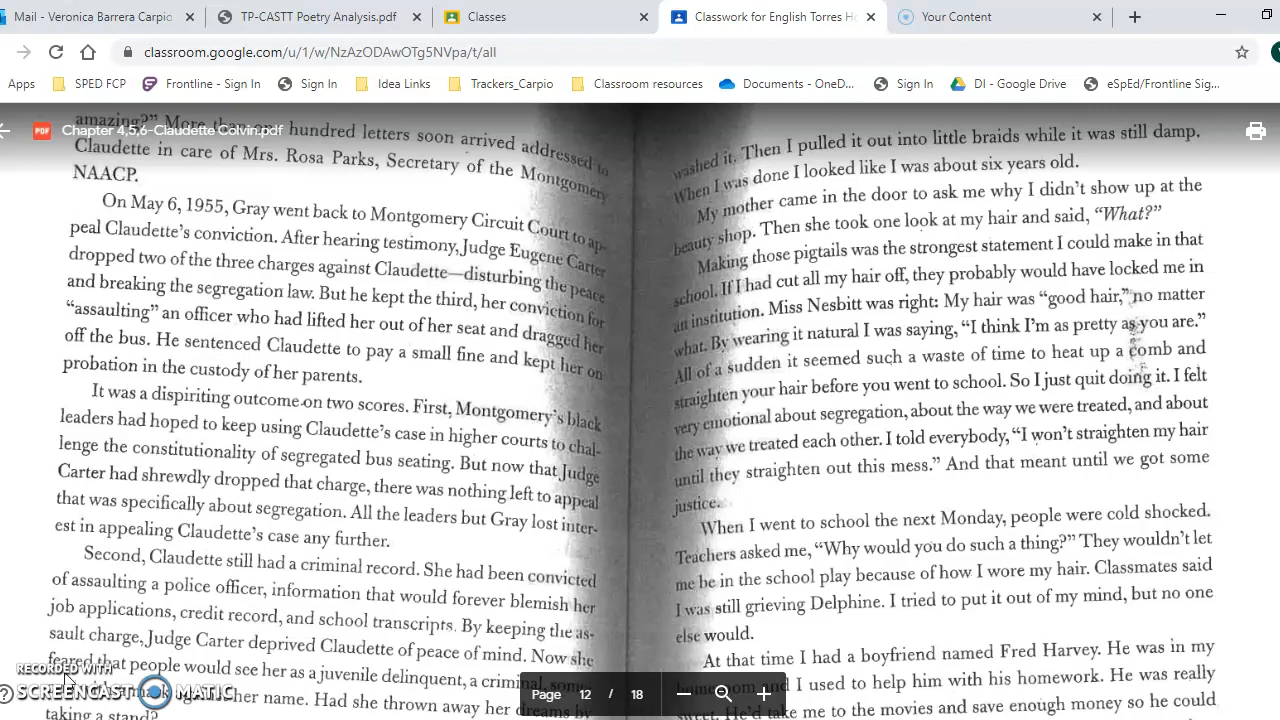 Mail - Veronica Barrera Carpio
TP-CASTT Poetry Analysis.pdf
Classes
Classwork for English Torres Ho
Your Content
classroom.google.com/u/1/w/NzAzODAwOTg5NVpa/t/all
Apps
SPED FCP
Frontline - Sign In
Sign In
Idea Links
Trackers_Carpio
Classroom resources
Documents - OneD...
Sign In
DI - Google Drive
eSpEd/Frontline Sig...
PDF
Chapter 4,5,6-Claudette Colvin.pdf
amazing?” More than one hundred letters soon arrived addressed to
Claudette in care of Mrs. Rosa Parks, Secretary of the Montgomery
NAACP.
On May 6, 1955, Gray went back to Montgomery Circuit Court to ap-
peal Claudette’s conviction. After hearing testimony, Judge Eugene Carter
dropped two of the three charges against Claudette—disturbing the peace
and breaking the segregation law. But he kept the third, her conviction for
“assaulting” an officer who had lifted her out of her seat and dragged her
off the bus. He sentenced Claudette to pay a small fine and kept her on
probation in the custody of her parents.
It was a dispiriting outcome on two scores. First, Montgomery’s black
leaders had hoped to keep using Claudette’s case in higher courts to chal-
lenge the constitutionality of segregated bus seating. But now that Judge
Carter had shrewdly dropped that charge, there was nothing left to appeal
that was specifically about segregation. All the leaders but Gray lost inter-
est in appealing Claudette’s case any further.
Second, Claudette still had a criminal record. She had been convicted
of assaulting a police officer, information that would forever blemish her
job applications, credit record, and school transcripts. By keeping the as-
sault charge, Judge Carter deprived Claudette of peace of mind. Now she
feared that people would see her as a juvenile delinquent, a criminal,
her name. Had she thrown away her dreams by
taking a stand?
washed it. Then I pulled it out into little braids while it was still damp.
When I was done I looked like I was about six years old.
My mother came in the door to ask me why I didn’t show up at the
beauty shop. Then she took one look at my hair and said, “What?”
Making those pigtails was the strongest statement I could make in that
school. If I had cut all my hair off, they probably would have locked me in
an institution. Miss Nesbitt was right: My hair was “good hair,” no matter
what. By wearing it natural I was saying, “I think I’m as pretty as you are.”
All of a sudden it seemed such a waste of time to heat up a comb and
straighten your hair before you went to school. So I just quit doing it. I felt
very emotional about segregation, about the way we were treated, and about
the way we treated each other. I told everybody, “I won’t straighten my hair
until they straighten out this mess.” And that meant until we got some
justice.
When I went to school the next Monday, people were cold shocked.
Teachers asked me, “Why would you do such a thing?” They wouldn’t let
me be in the school play because of how I wore my hair. Classmates said
I was still grieving Delphine. I tried to put it out of my mind, but no one
else would.
At that time I had a boyfriend named Fred Harvey. He was in my
homeroom and I used to help him with his homework. He was really
sweet. He’d take me to the movies and save enough money so he could
Page 12 / 18
RECORDED WITH
SCREENCAST MATIC